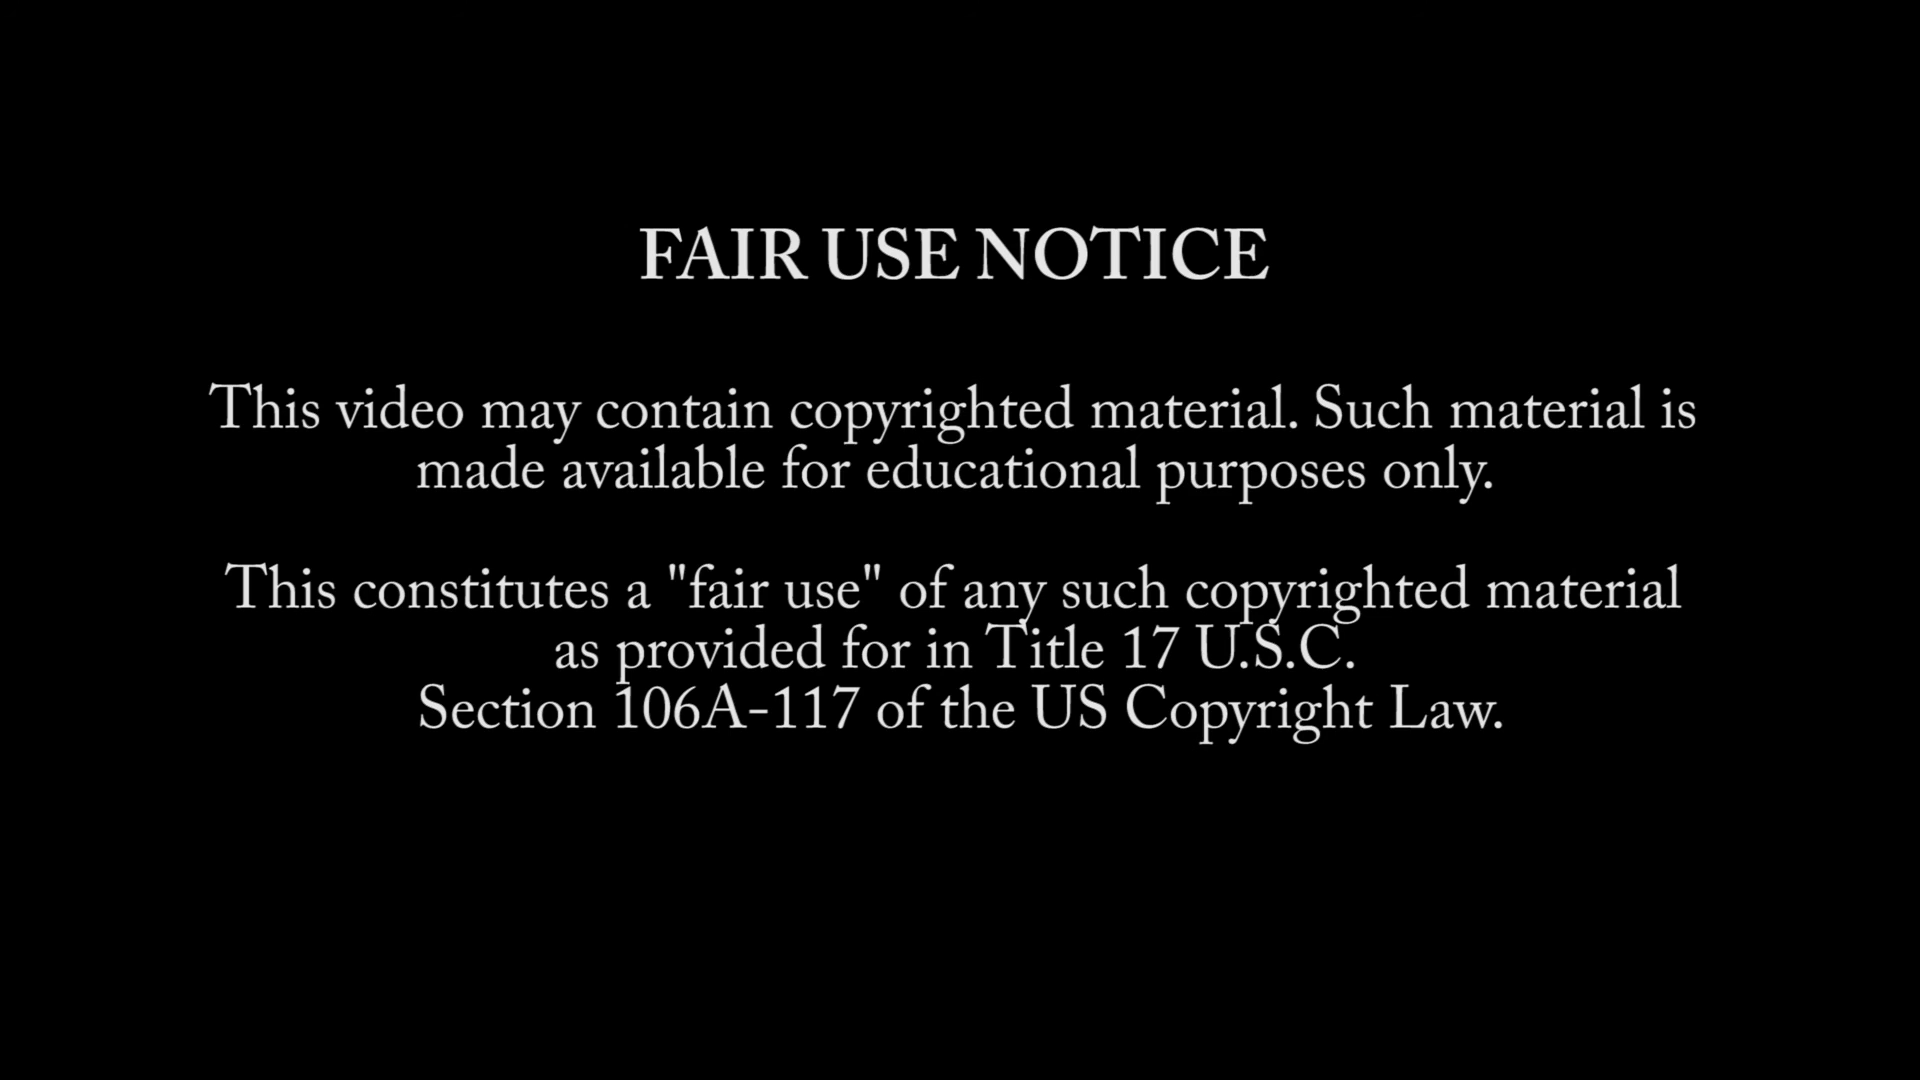 FAIR USE NOTICE
This video may contain copyrighted material. Such material is
made available for educational purposes only.
This constitutes a "fair use" of any such copyrighted material
as provided for in Title 17 U.S.C.
Section 106A-117 of the US Copyright Law.